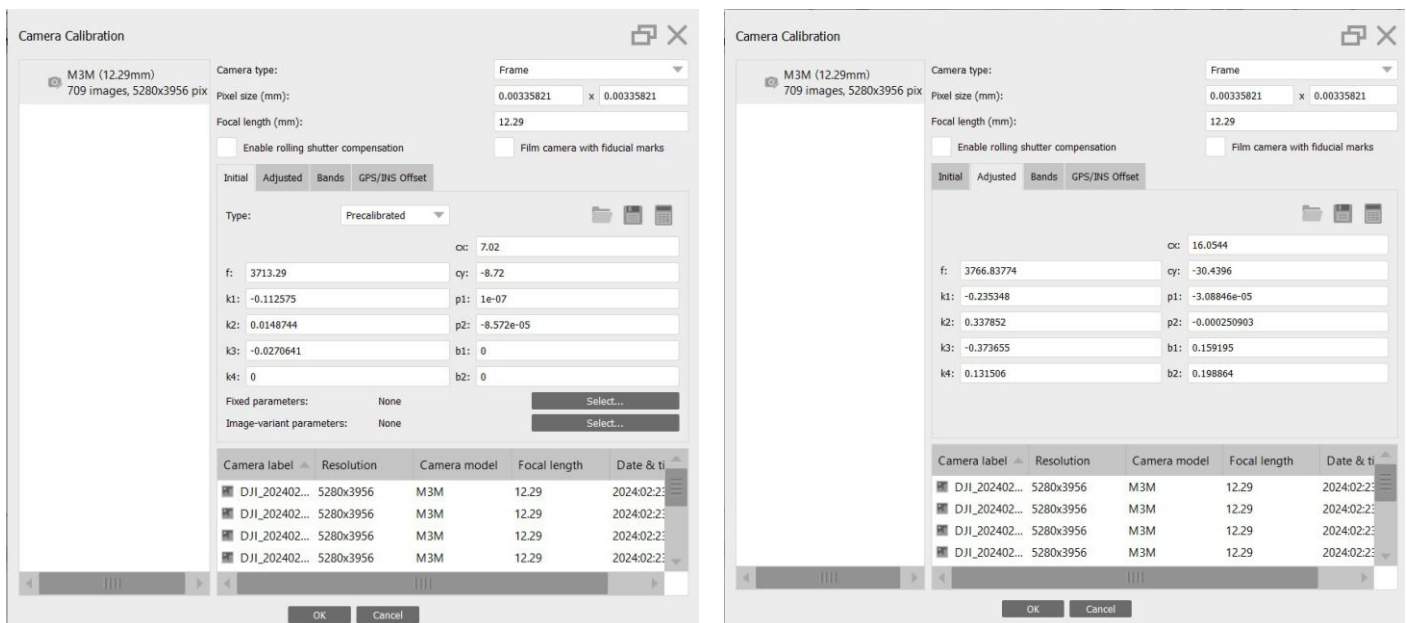 Camera Calibration
M3M (12.29mm)
709 images, 5280x3956 pix
Camera type: Frame
Pixel size (mm): 0.00335821 x 0.00335821
Focal length (mm): 12.29
Enable rolling shutter compensation Film camera with fiducial marks
Initial Adjusted Bands GPS/INS Offset
Type: Precalibrated
cx: 7.02
f: 3713.29 cy: -8.72
k1: -0.112575 p1: 1e-07
k2: 0.0148744 p2: -8.572e-05
k3: -0.0270641 b1: 0
k4: 0 b2: 0
Fixed parameters: None Select...
Image-variant parameters: None Select...
Camera label Resolution Camera model Focal length Date & ti
DJI_202402... 5280x3956 M3M 12.29 2024:02:23
DJI_202402... 5280x3956 M3M 12.29 2024:02:23
DJI_202402... 5280x3956 M3M 12.29 2024:02:23
DJI_202402... 5280x3956 M3M 12.29 2024:02:23
OK Cancel
Camera Calibration
M3M (12.29mm)
709 images, 5280x3956 pix
Camera type: Frame
Pixel size (mm): 0.00335821 x 0.00335821
Focal length (mm): 12.29
Enable rolling shutter compensation Film camera with fiducial marks
Initial Adjusted Bands GPS/INS Offset
cx: 16.0544
f: 3766.83774 cy: -30.4396
k1: -0.235348 p1: -3.08846e-05
k2: 0.337852 p2: -0.000250903
k3: -0.373655 b1: 0.159195
k4: 0.131506 b2: 0.198864
Camera label Resolution Camera model Focal length Date & ti
DJI_202402... 5280x3956 M3M 12.29 2024:02:23
DJI_202402... 5280x3956 M3M 12.29 2024:02:23
DJI_202402... 5280x3956 M3M 12.29 2024:02:23
DJI_202402... 5280x3956 M3M 12.29 2024:02:23
OK Cancel